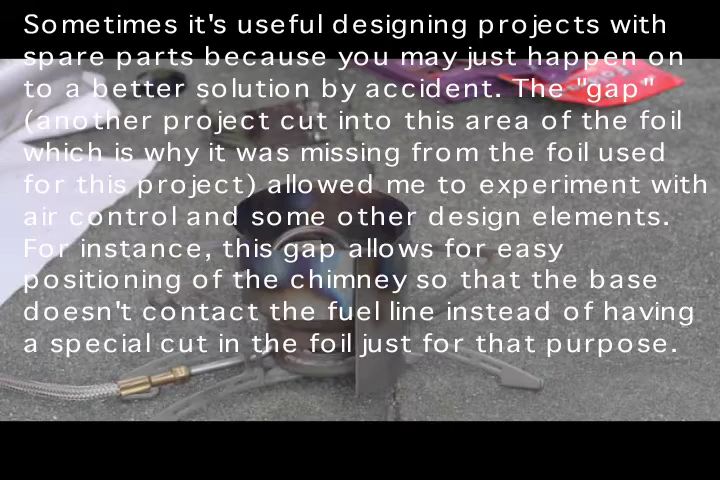 Sometimes it's useful designing projects with
spare parts because you may just happen on
to a better solution by accident. The "gap"
(another project cut into this area of the foil
which is why it was missing from the foil used
for this project) allowed me to experiment with
air control and some other design elements.
For instance, this gap allows for easy
positioning of the chimney so that the base
doesn't contact the fuel line instead of having
a special cut in the foil just for that purpose.